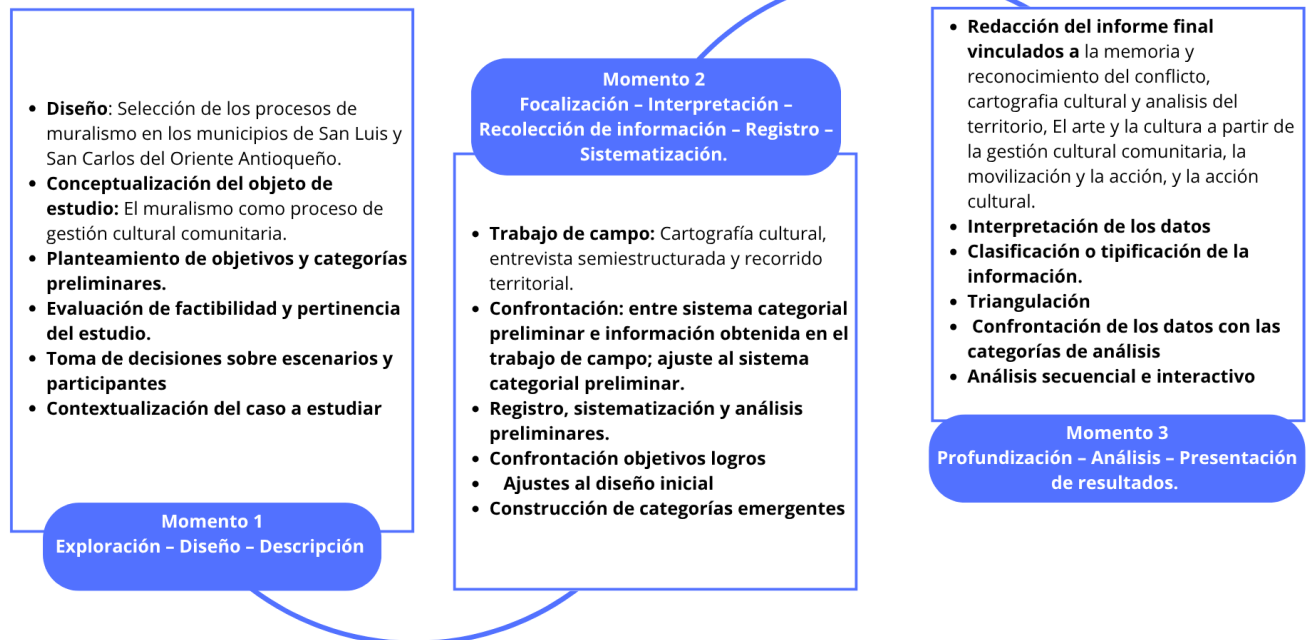 • Diseño: Selección de los procesos de
muralismo en los municipios de San Luis y
San Carlos del Oriente Antioqueño.
• Conceptualización del objeto de
estudio: El muralismo como proceso de
gestión cultural comunitaria.
• Planteamiento de objetivos y categorías
preliminares.
• Evaluación de factibilidad y pertinencia
del estudio.
• Toma de decisiones sobre escenarios y
participantes
• Contextualización del caso a estudiar
Momento 1
Exploración – Diseño – Descripción
Momento 2
Focalización – Interpretación –
Recolección de información – Registro –
Sistematización.
• Trabajo de campo: Cartografía cultural,
entrevista semiestructurada y recorrido
territorial.
• Confrontación: entre sistema categorial
preliminar e información obtenida en el
trabajo de campo; ajuste al sistema
categorial preliminar.
• Registro, sistematización y análisis
preliminares.
• Confrontación objetivos logros
• Ajustes al diseño inicial
• Construcción de categorías emergentes
• Redacción del informe final
vinculados a la memoria y
reconocimiento del conflicto,
cartografia cultural y analisis del
territorio, El arte y la cultura a partir de
la gestión cultural comunitaria, la
movilización y la acción, y la acción
cultural.
• Interpretación de los datos
• Clasificación o tipificación de la
información.
• Triangulación
• Confrontación de los datos con las
categorías de análisis
• Análisis secuencial e interactivo
Momento 3
Profundización – Análisis – Presentación
de resultados.